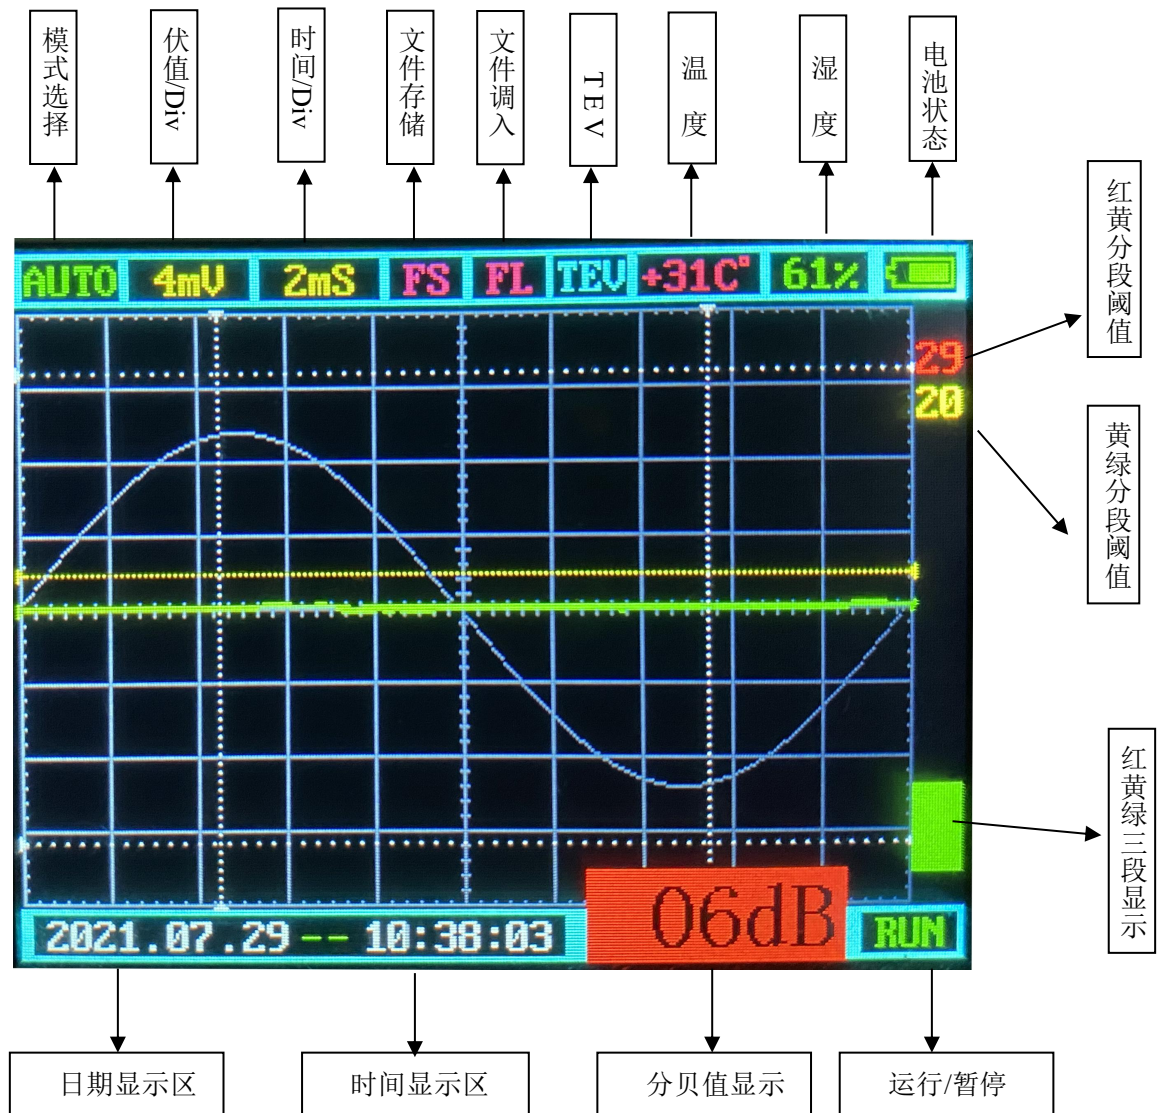 模式选择
伏值/Div
时间/Div
文件存储
文件调入
TEV
温 度
湿 度
电池状态
AUTO 4mV 2mS FS FL TEV +31C° 61%
29
20
红黄分段阈值
黄绿分段阈值
红黄绿三段显示
2021.07.29--10:38:03 06dB RUN
日期显示区
时间显示区
分贝值显示
运行/暂停